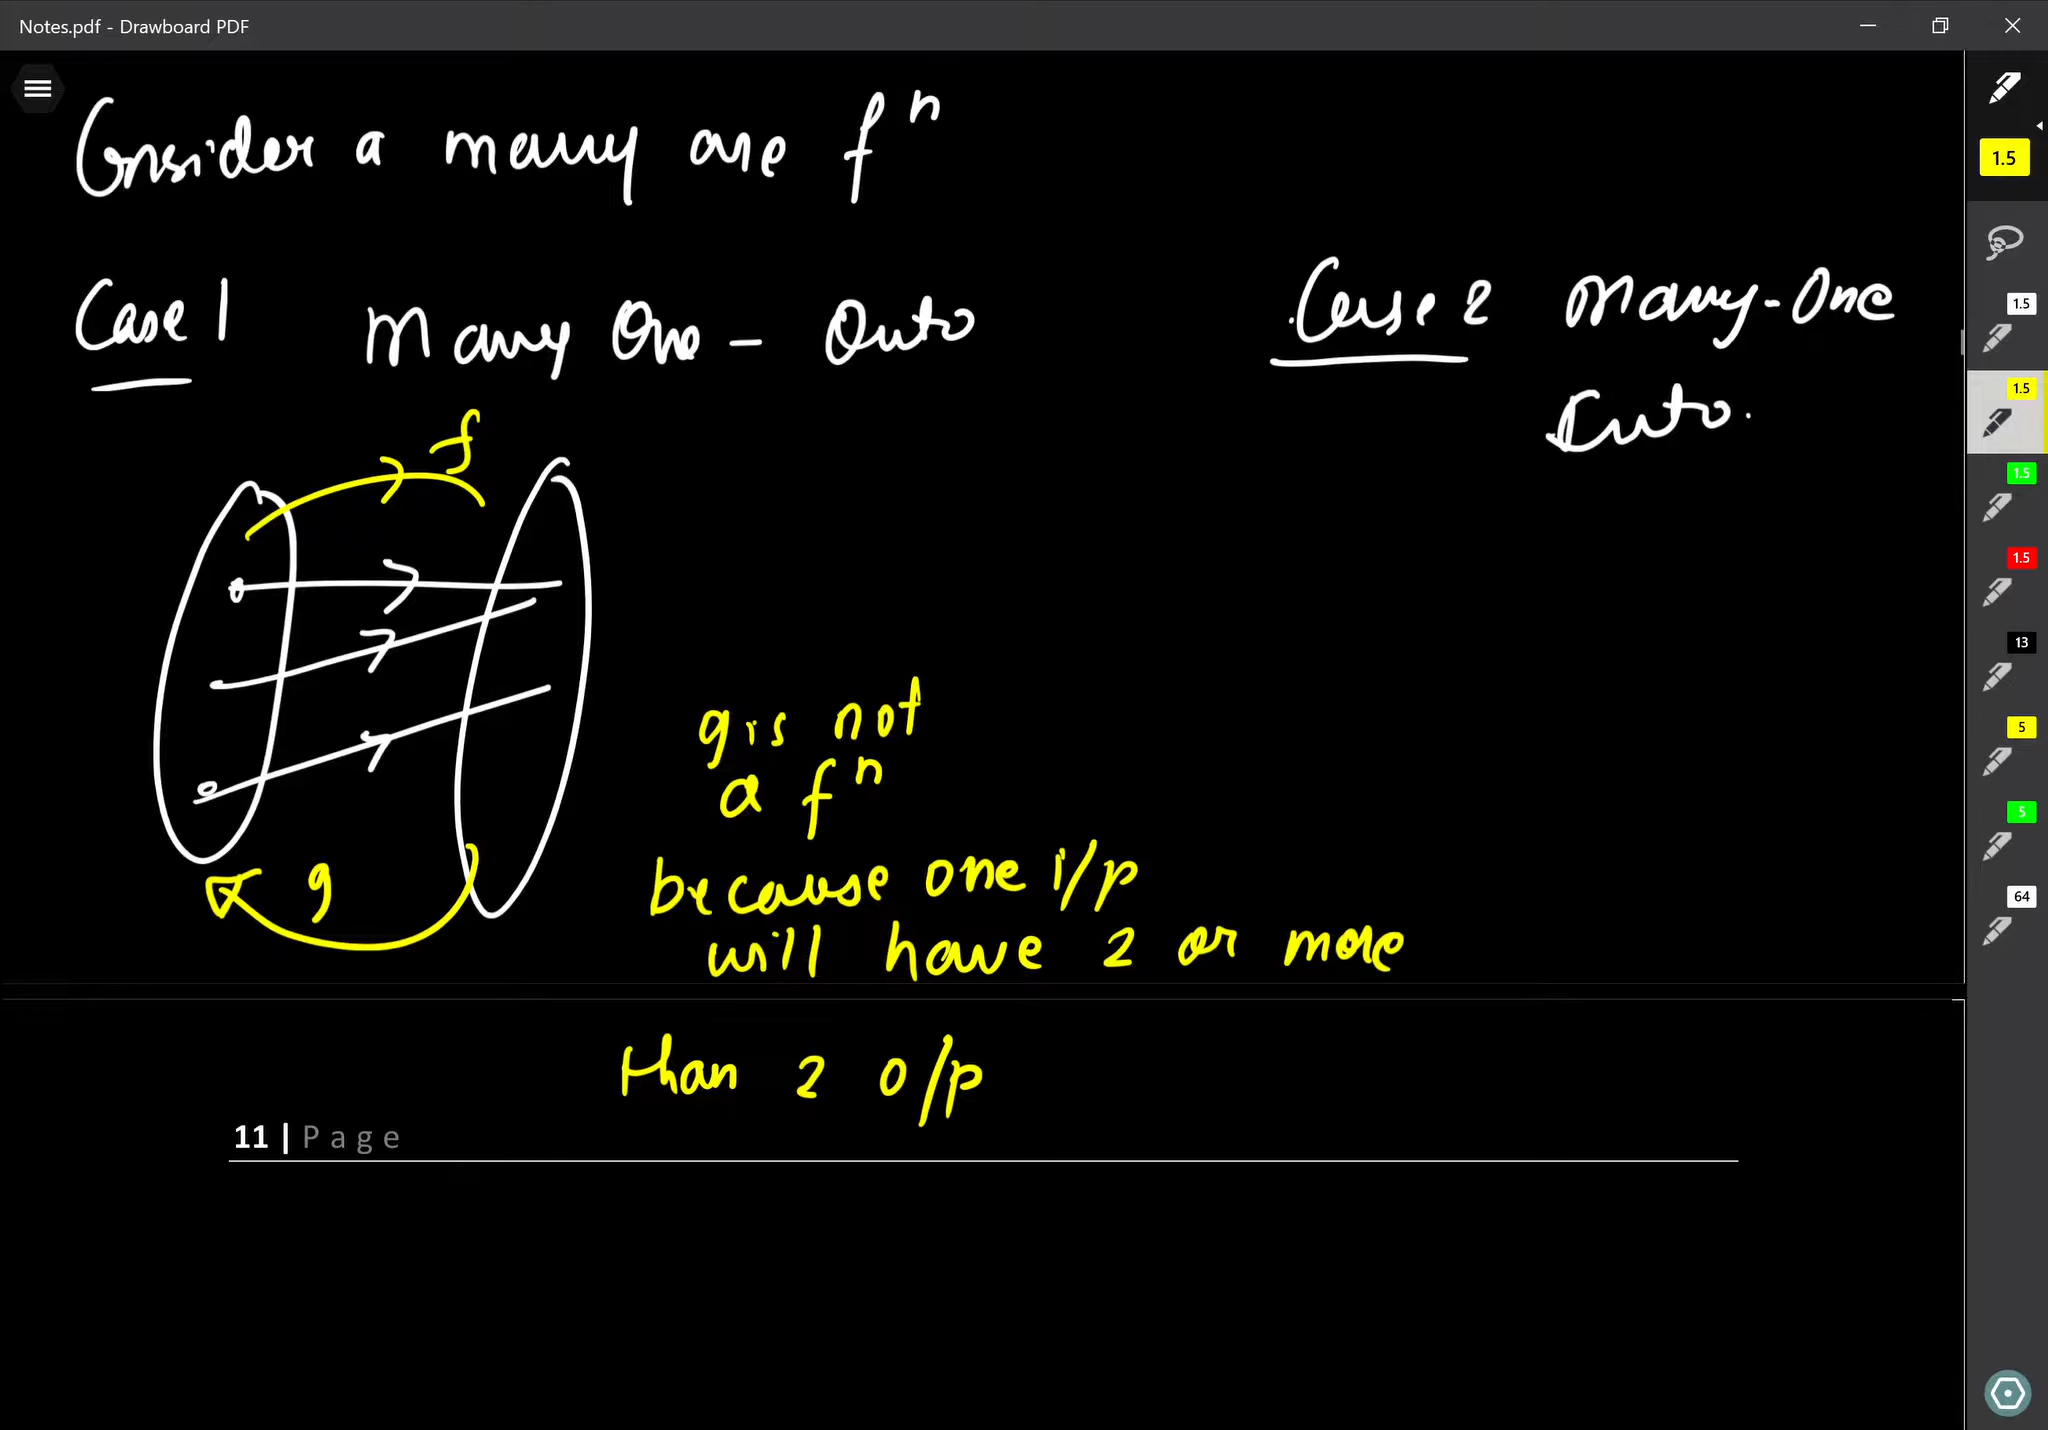 Notes.pdf - Drawboard PDF
Consider a many one fⁿ
Case 1 Many One - Onto
Case 2 Many-One
Into.
f
g
g is not
a fⁿ
because one i/p
will have 2 or more
than 2 o/p
11 | Page
1.5
1.5
1.5
1.5
1.5
13
5
5
64